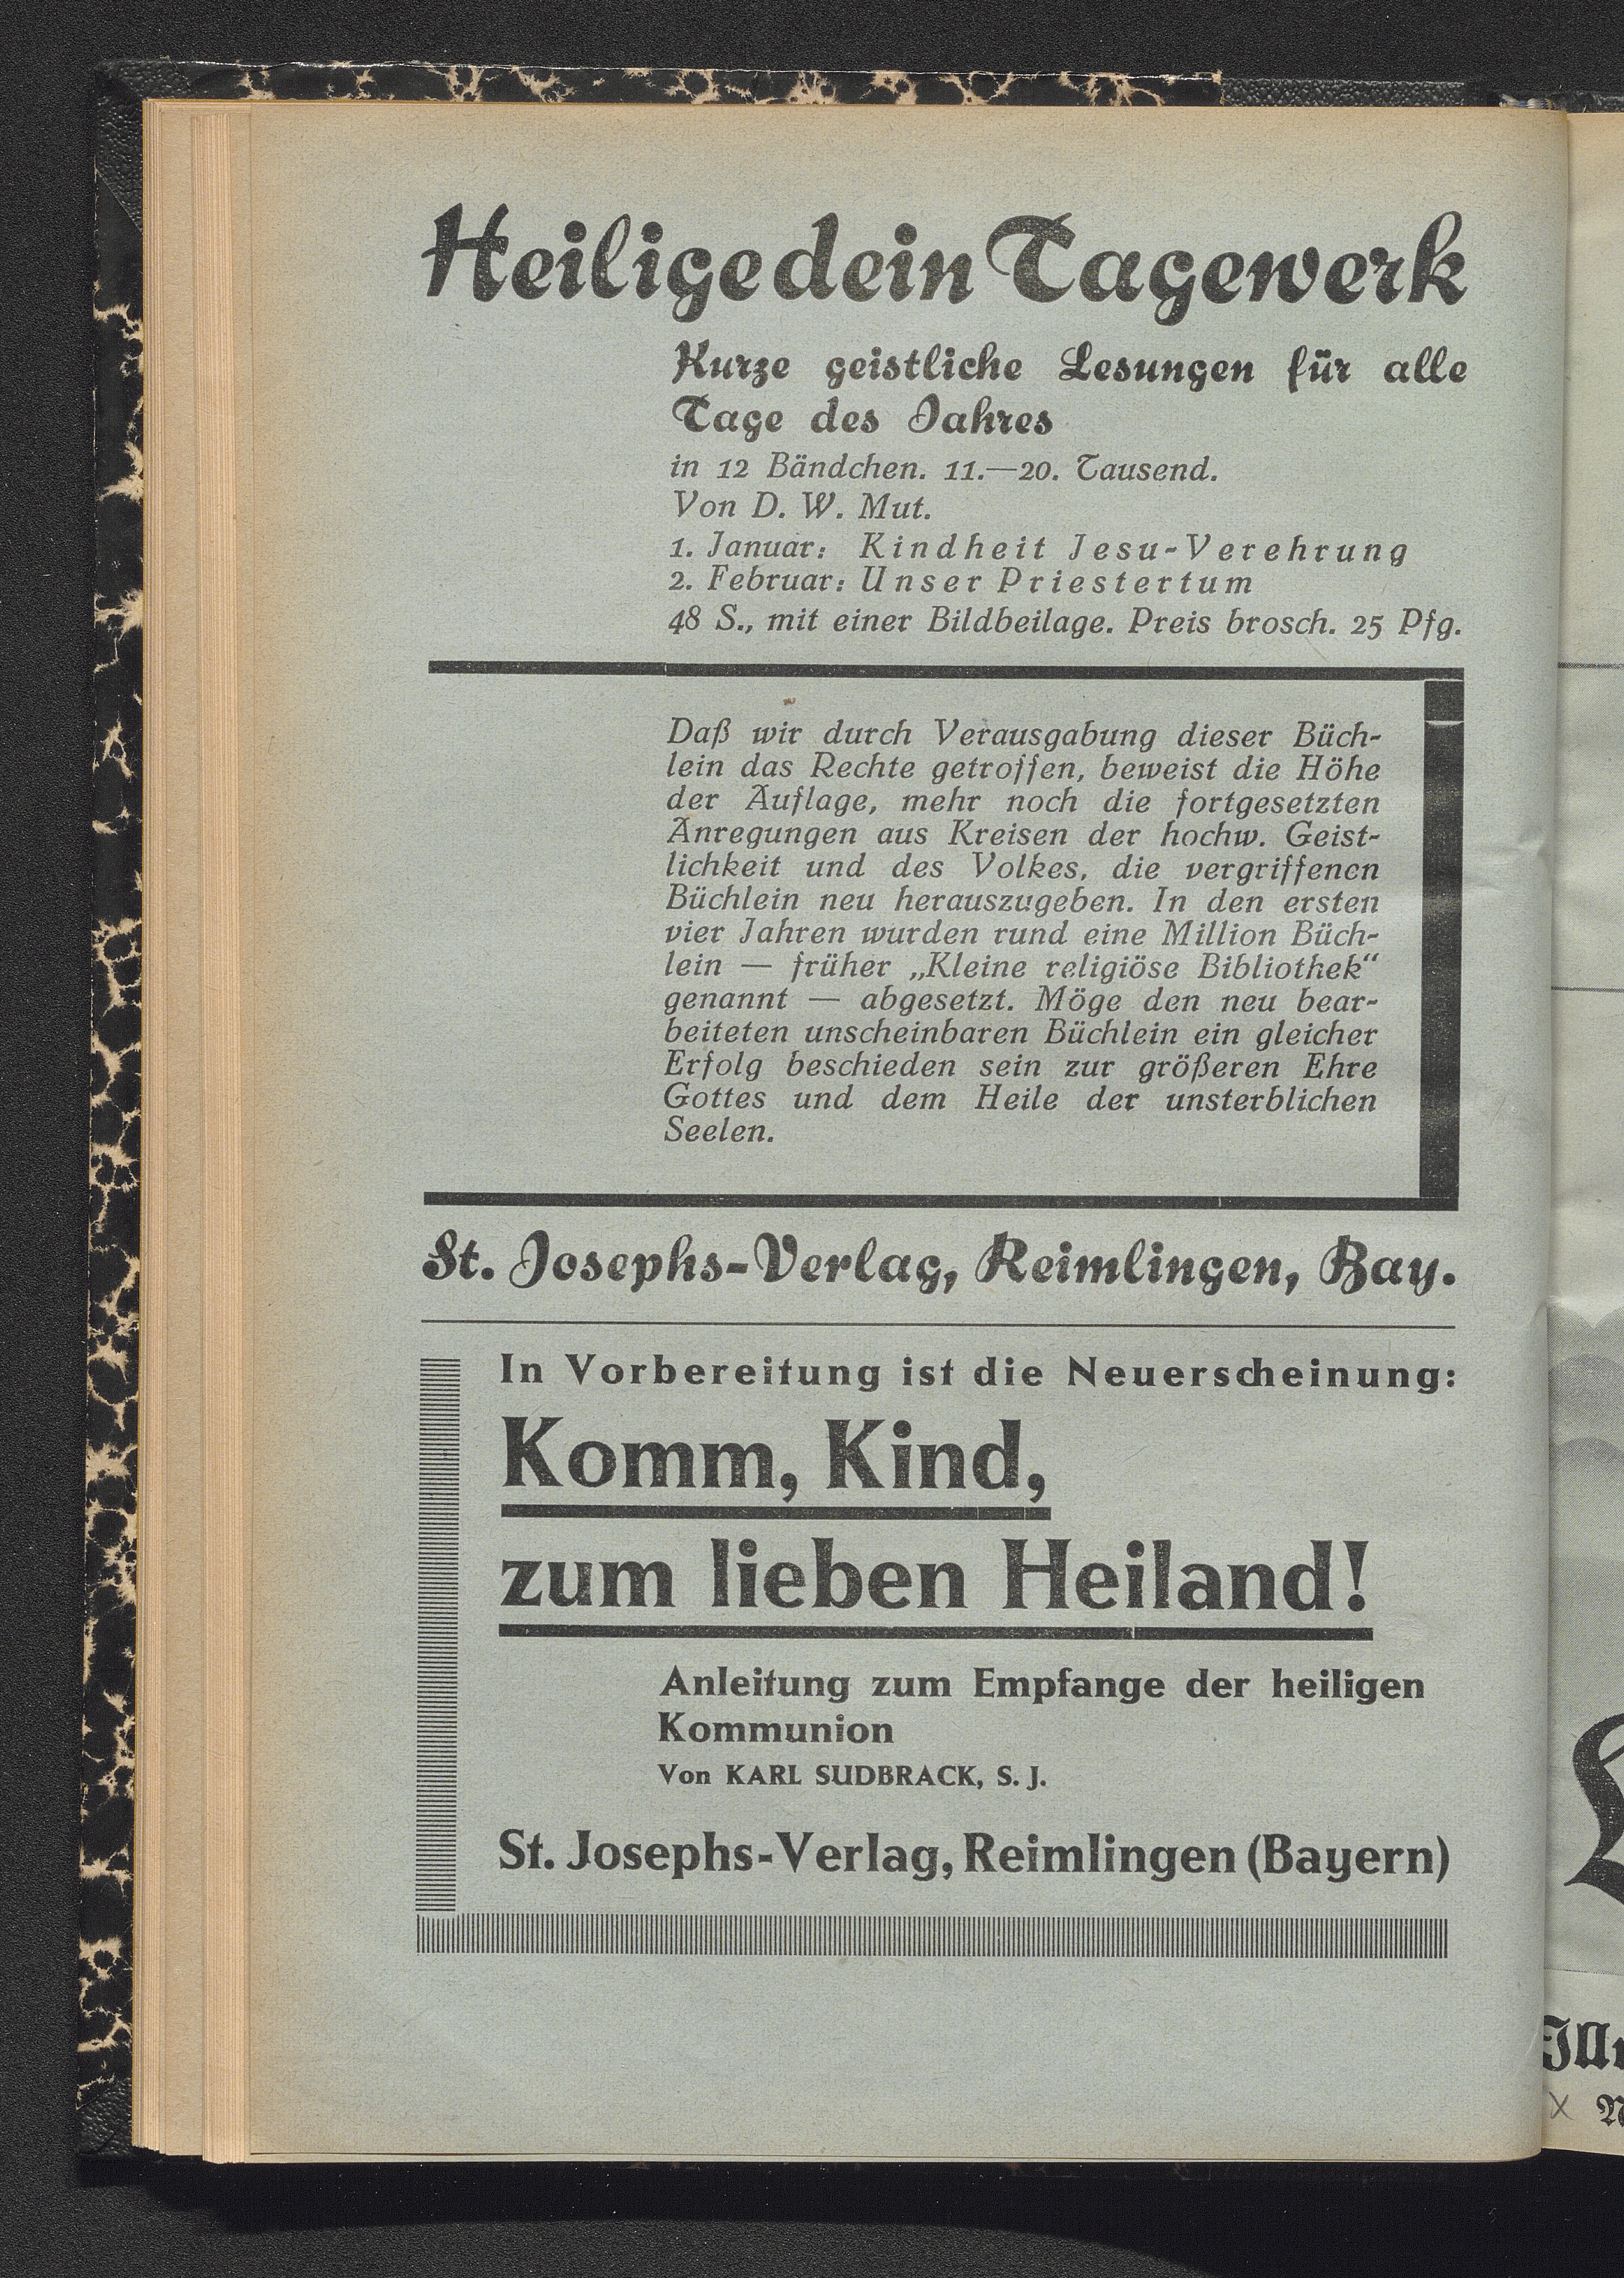 Heilige dein Tagewerk
Kurze geistliche Lesungen für alle
Tage des Jahres
in 12 Bändchen. 11.—20. Tausend.
Von D. W. Mut.
1. Januar: Kindheit Jesu-Verehrung
2. Februar: Unser Priestertum
48 S., mit einer Bildbeilage. Preis brosch. 25 Pfg.
Daß wir durch Verausgabung dieser Büch-
lein das Rechte getroffen, beweist die Höhe
der Auflage, mehr noch die fortgesetzten
Anregungen aus Kreisen der hochw. Geist-
lichkeit und des Volkes, die vergriffenen
Büchlein neu herauszugeben. In den ersten
vier Jahren wurden rund eine Million Büch-
lein — früher „Kleine religiöse Bibliothek“
genannt — abgesetzt. Möge den neu bear-
beiteten unscheinbaren Büchlein ein gleicher
Erfolg beschieden sein zur größeren Ehre
Gottes und dem Heile der unsterblichen
Seelen.
St. Josephs-Verlag, Reimlingen, Bay.
In Vorbereitung ist die Neuerscheinung:
Komm, Kind,
zum lieben Heiland!
Anleitung zum Empfange der heiligen
Kommunion
Von KARL SUDBRACK, S. J.
St. Josephs-Verlag, Reimlingen (Bayern)